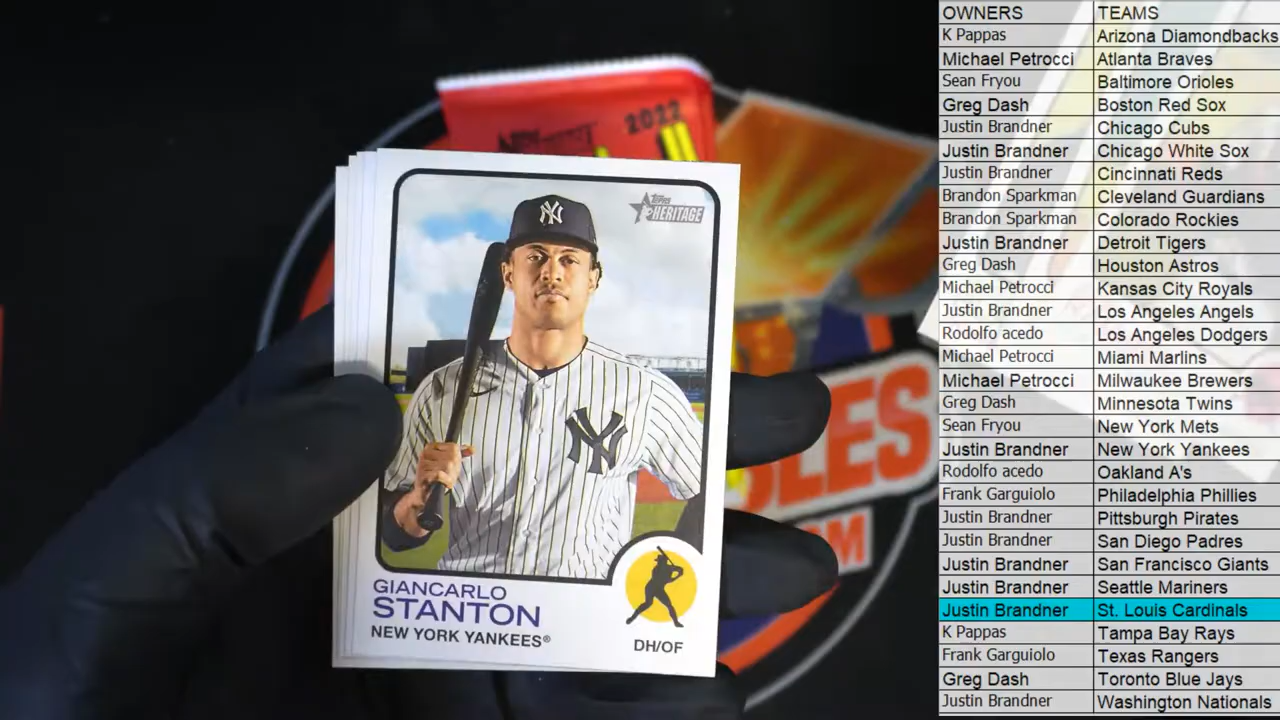 2022
Topps
HERITAGE
NY
NY
GIANCARLO
STANTON
NEW YORK YANKEES®
DH/OF
OWNERS TEAMS
K Pappas Arizona Diamondbacks
Michael Petrocci Atlanta Braves
Sean Fryou Baltimore Orioles
Greg Dash Boston Red Sox
Justin Brandner Chicago Cubs
Justin Brandner Chicago White Sox
Justin Brandner Cincinnati Reds
Brandon Sparkman Cleveland Guardians
Brandon Sparkman Colorado Rockies
Justin Brandner Detroit Tigers
Greg Dash Houston Astros
Michael Petrocci Kansas City Royals
Justin Brandner Los Angeles Angels
Rodolfo acedo Los Angeles Dodgers
Michael Petrocci Miami Marlins
Michael Petrocci Milwaukee Brewers
Greg Dash Minnesota Twins
Sean Fryou New York Mets
Justin Brandner New York Yankees
Rodolfo acedo Oakland A's
Frank Garguiolo Philadelphia Phillies
Justin Brandner Pittsburgh Pirates
Justin Brandner San Diego Padres
Justin Brandner San Francisco Giants
Justin Brandner Seattle Mariners
Justin Brandner St. Louis Cardinals
K Pappas Tampa Bay Rays
Frank Garguiolo Texas Rangers
Greg Dash Toronto Blue Jays
Justin Brandner Washington Nationals